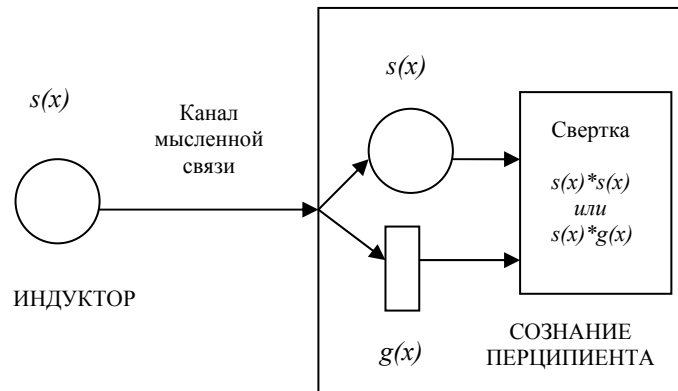 s(x)
Канал
мысленной
связи
ИНДУКТОР
s(x)
g(x)
Свертка
s(x)*s(x)
или
s(x)*g(x)
СОЗНАНИЕ
ПЕРЦИПИЕНТА